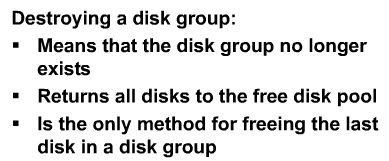 Destroying a disk group:
▪ Means that the disk group no longer
exists
▪ Returns all disks to the free disk pool
▪ Is the only method for freeing the last
disk in a disk group